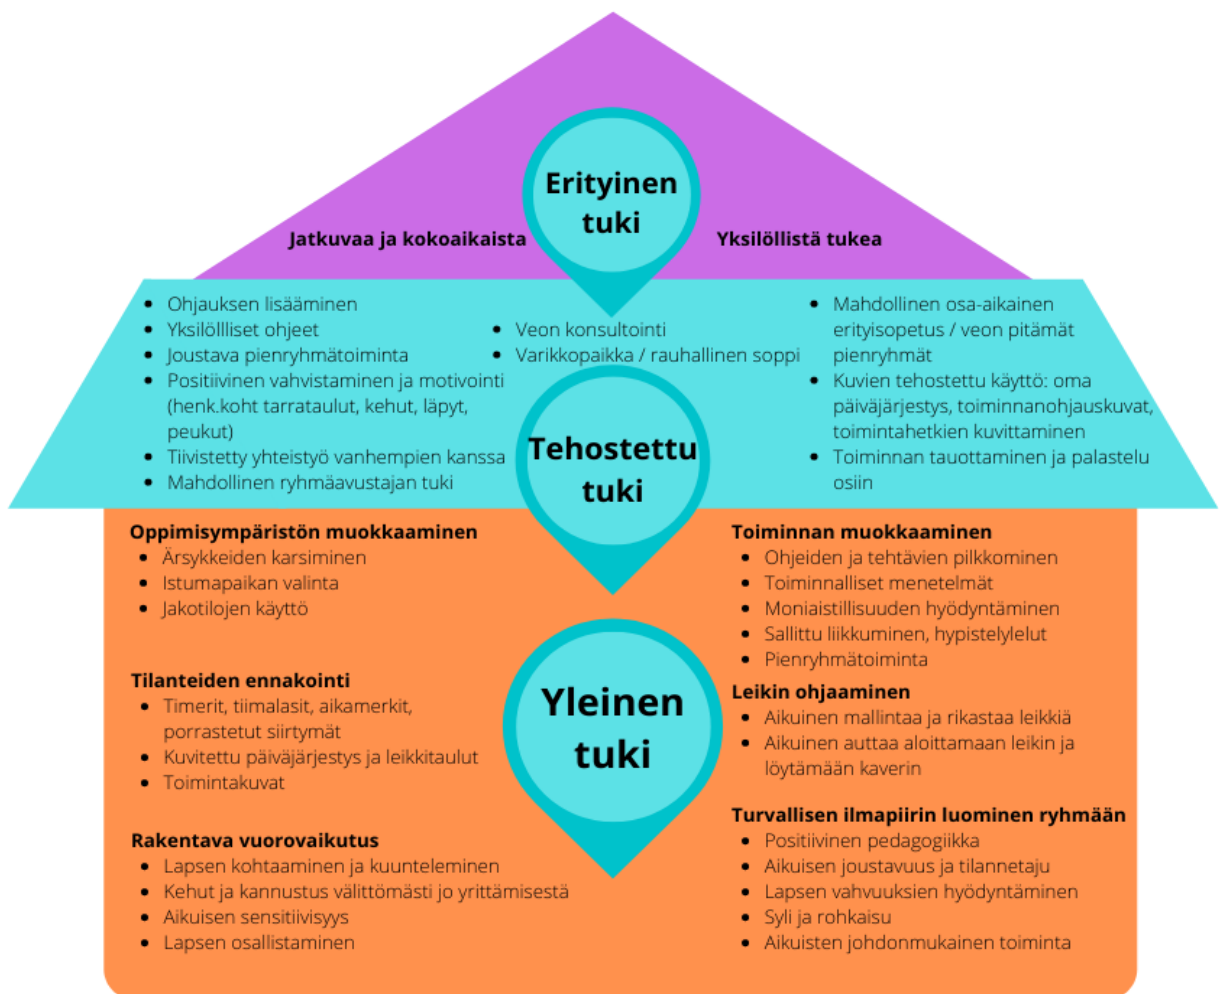 Erityinen
tuki
Jatkuvaa ja kokoaikaista
Yksilöllistä tukea
• Ohjauksen lisääminen
• Yksilöllliset ohjeet
• Joustava pienryhmätoiminta
• Positiivinen vahvistaminen ja motivointi
(henk.koht tarrataulut, kehut, läpyt,
peukut)
• Tiivistetty yhteistyö vanhempien kanssa
• Mahdollinen ryhmäavustajan tuki
• Veon konsultointi
• Varikkopaikka / rauhallinen soppi
• Mahdollinen osa-aikainen
erityisopetus / veon pitämät
pienryhmät
• Kuvien tehostettu käyttö: oma
päiväjärjestys, toiminnanohjauskuvat,
toimintahetkien kuvittaminen
• Toiminnan tauottaminen ja palastelu
osiin
Tehostettu
tuki
Oppimisympäristön muokkaaminen
• Ärsykkeiden karsiminen
• Istumapaikan valinta
• Jakotilojen käyttö
Tilanteiden ennakointi
• Timerit, tiimalasit, aikamerkit,
porrastetut siirtymät
• Kuvitettu päiväjärjestys ja leikkitaulut
• Toimintakuvat
Rakentava vuorovaikutus
• Lapsen kohtaaminen ja kuunteleminen
• Kehut ja kannustus välittömästi jo yrittämisestä
• Aikuisen sensitiivisyys
• Lapsen osallistaminen
Yleinen
tuki
Toiminnan muokkaaminen
• Ohjeiden ja tehtävien pilkkominen
• Toiminnalliset menetelmät
• Moniaistillisuuden hyödyntäminen
• Sallittu liikkuminen, hypistelylelut
• Pienryhmätoiminta
Leikin ohjaaminen
• Aikuinen mallintaa ja rikastaa leikkiä
• Aikuinen auttaa aloittamaan leikin ja
löytämään kaverin
Turvallisen ilmapiirin luominen ryhmään
• Positiivinen pedagogiikka
• Aikuisen joustavuus ja tilannetaju
• Lapsen vahvuuksien hyödyntäminen
• Syli ja rohkaisu
• Aikuisten johdonmukainen toiminta